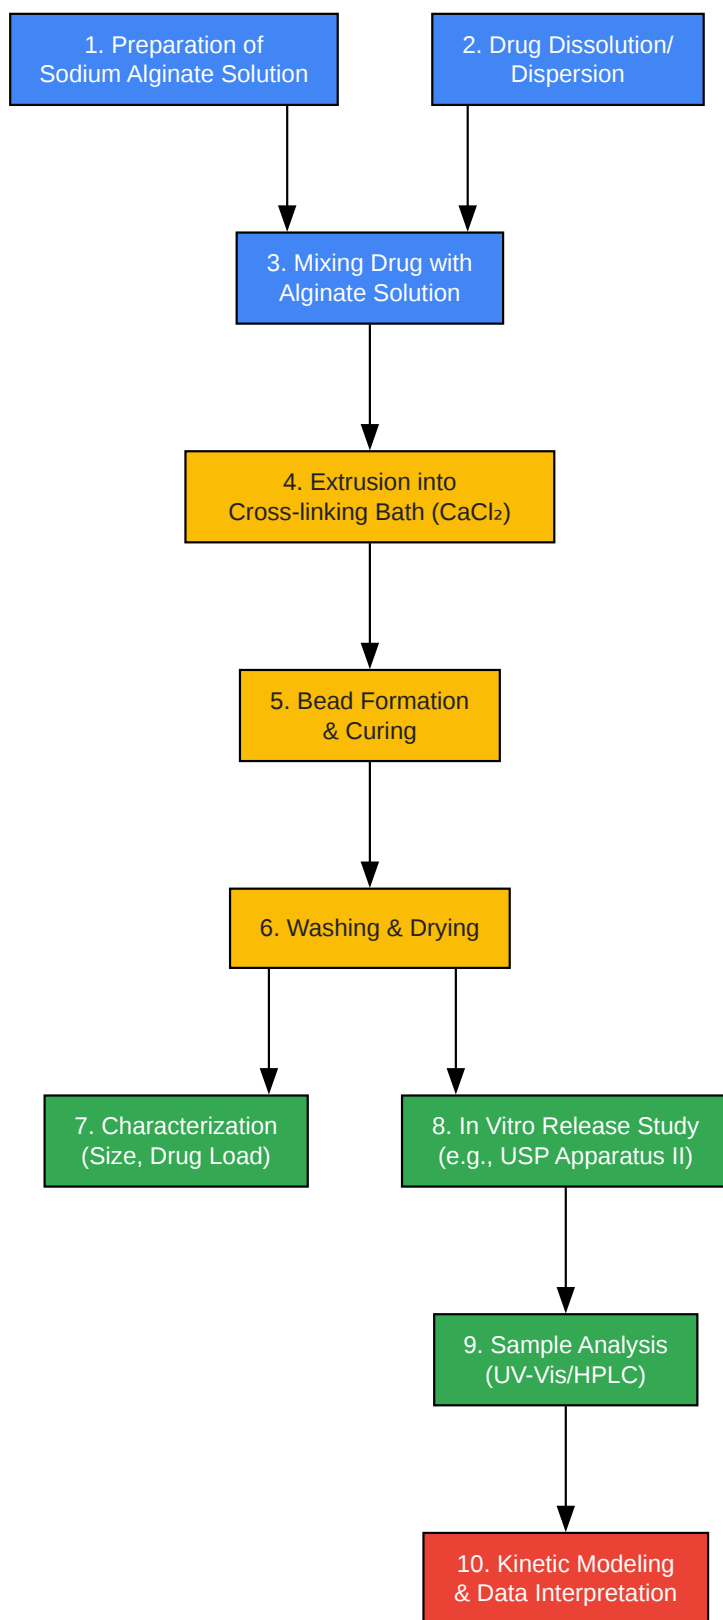 1. Preparation of
Sodium Alginate Solution
2. Drug Dissolution/
Dispersion
3. Mixing Drug with
Alginate Solution
4. Extrusion into
Cross-linking Bath (CaCl₂)
5. Bead Formation
& Curing
6. Washing & Drying
7. Characterization
(Size, Drug Load)
8. In Vitro Release Study
(e.g., USP Apparatus II)
9. Sample Analysis
(UV-Vis/HPLC)
10. Kinetic Modeling
& Data Interpretation